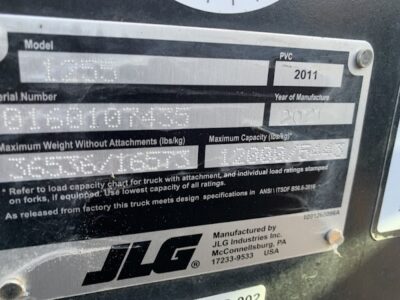 Model
PVC
1255
2011
Serial Number
Year of Manufacture
0160107435
2021
Maximum Weight Without Attachments (lbs/kg)
Maximum Capacity (lbs/kg)*
36536/16573
12000/5443
* Refer to load capacity chart for truck with attachment, and individual load ratings stamped
on forks, if equipped. Use lowest capacity of all ratings.
As released from factory this truck meets design specification of ANSI \ ITSDF B56.6-2016
JLG®
Manufactured by
JLG Industries Inc.
McConnellsburg, PA
17233-9533 USA